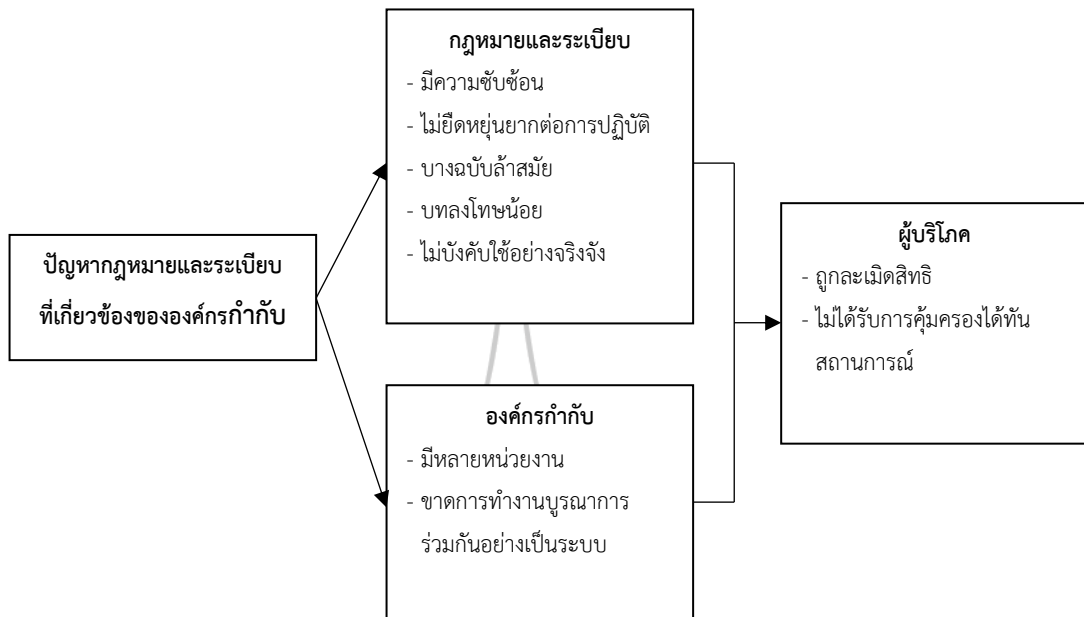 ปัญหากฎหมายและระเบียบ
ที่เกี่ยวข้องขององค์กรกำกับ
กฎหมายและระเบียบ
- มีความซับซ้อน
- ไม่ยืดหยุ่นยากต่อการปฏิบัติ
- บางฉบับล้าสมัย
- บทลงโทษน้อย
- ไม่บังคับใช้อย่างจริงจัง
องค์กรกำกับ
- มีหลายหน่วยงาน
- ขาดการทำงานบูรณาการ
ร่วมกันอย่างเป็นระบบ
ผู้บริโภค
- ถูกละเมิดสิทธิ
- ไม่ได้รับการคุ้มครองได้ทัน
สถานการณ์